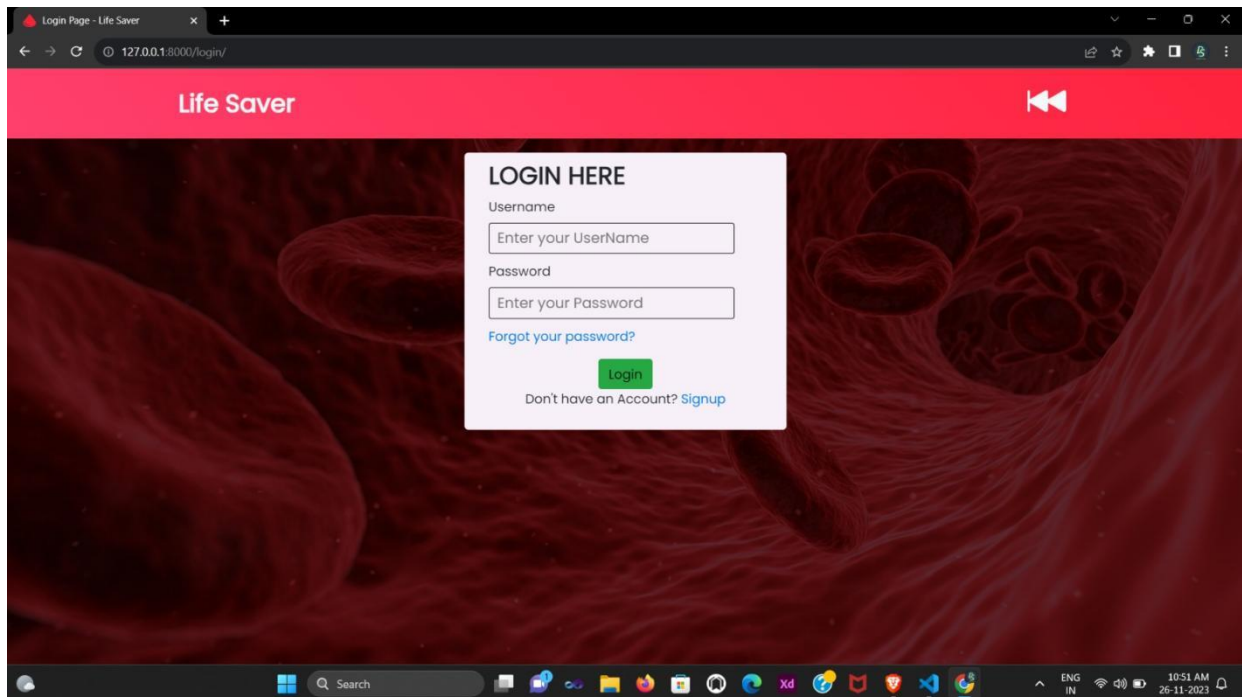 Login Page - Life Saver
127.0.0.1:8000/login/
Life Saver
LOGIN HERE
Username
Enter your UserName
Password
Enter your Password
Forgot your password?
Login
Don't have an Account? Signup
Search
Xd
ENG
IN
10:51 AM
26-11-2023